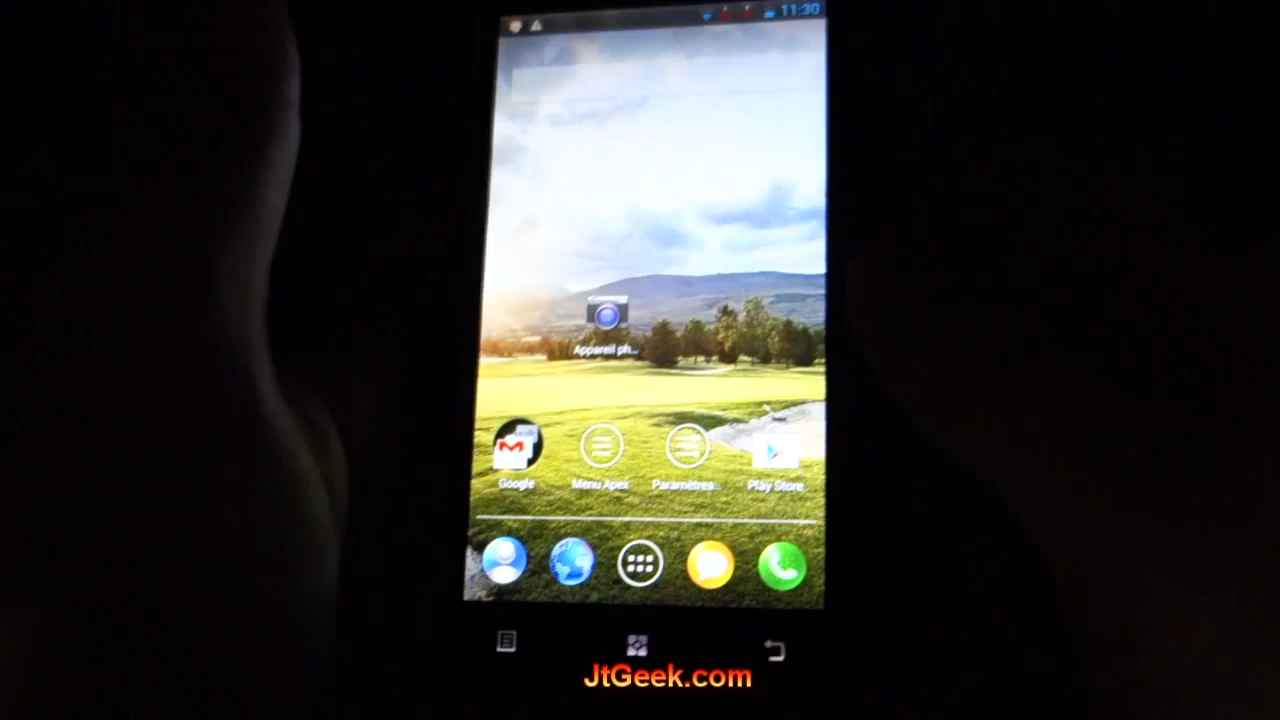 11:30
Appareil ph...
Google
Menu Apex
Paramètres...
Play Store
JtGeek.com